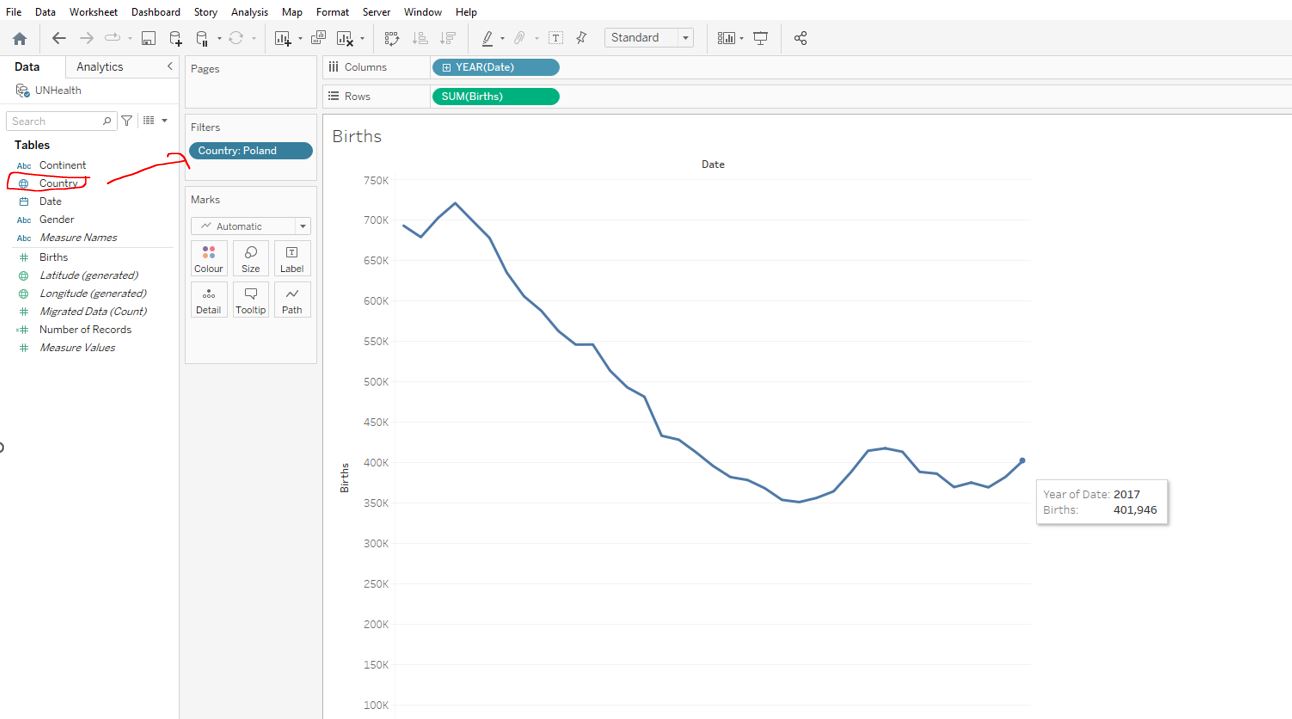 File Data Worksheet Dashboard Story Analysis Map Format Server Window Help
Standard
Data Analytics
UNHealth
Search
Tables
Abc Continent
Country
Date
Abc Gender
Abc Measure Names
Births
Latitude (generated)
Longitude (generated)
Migrated Data (Count)
Number of Records
Measure Values
Pages
Filters
Country: Poland
Marks
Automatic
Colour Size Label
Detail Tooltip Path
Columns YEAR(Date)
Rows SUM(Births)
Births
Date
750K
700K
650K
600K
550K
500K
450K
400K
350K
300K
250K
200K
150K
100K
Births
Year of Date: 2017
Births: 401,946